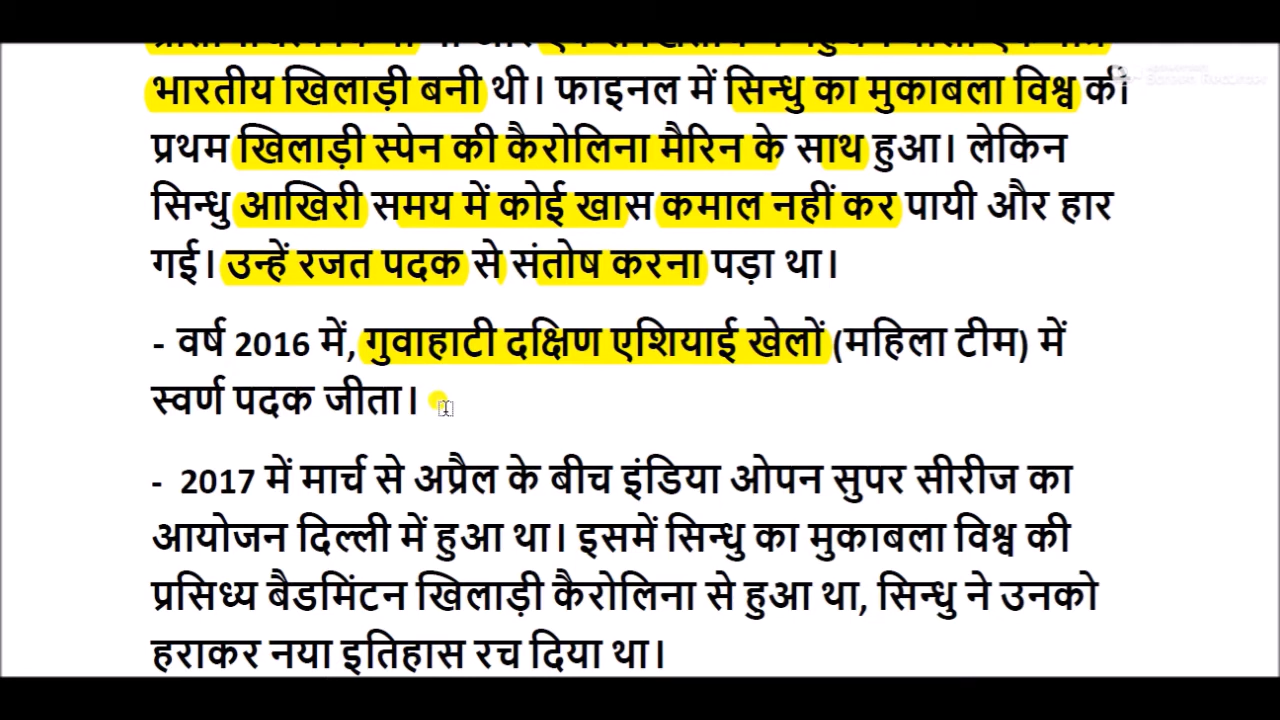 भारतीय खिलाड़ी बनी थी। फाइनल में सिन्धु का मुकाबला विश्व की
प्रथम खिलाड़ी स्पेन की कैरोलिना मैरिन के साथ हुआ। लेकिन
सिन्धु आखिरी समय में कोई खास कमाल नहीं कर पायी और हार
गई। उन्हें रजत पदक से संतोष करना पड़ा था।
- वर्ष 2016 में, गुवाहाटी दक्षिण एशियाई खेलों (महिला टीम) में
स्वर्ण पदक जीता।
- 2017 में मार्च से अप्रैल के बीच इंडिया ओपन सुपर सीरीज का
आयोजन दिल्ली में हुआ था। इसमें सिन्धु का मुकाबला विश्व की
प्रसिध्य बैडमिंटन खिलाड़ी कैरोलिना से हुआ था, सिन्धु ने उनको
हराकर नया इतिहास रच दिया था।